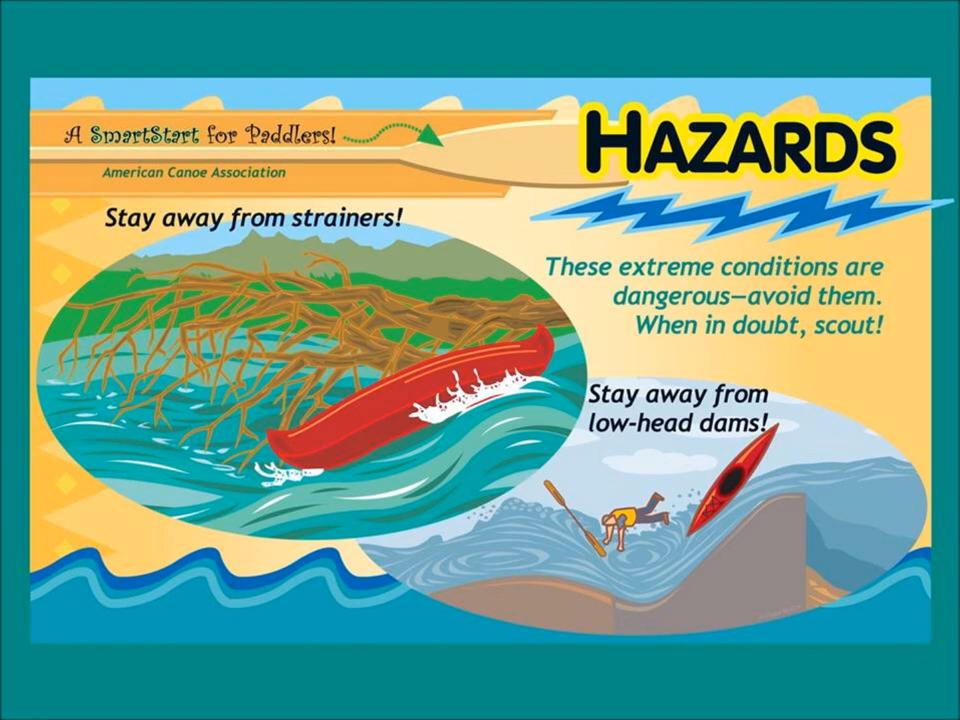 A SmartStart for Paddlers!
American Canoe Association
HAZARDS
Stay away from strainers!
These extreme conditions are
dangerous—avoid them.
When in doubt, scout!
Stay away from
low-head dams!